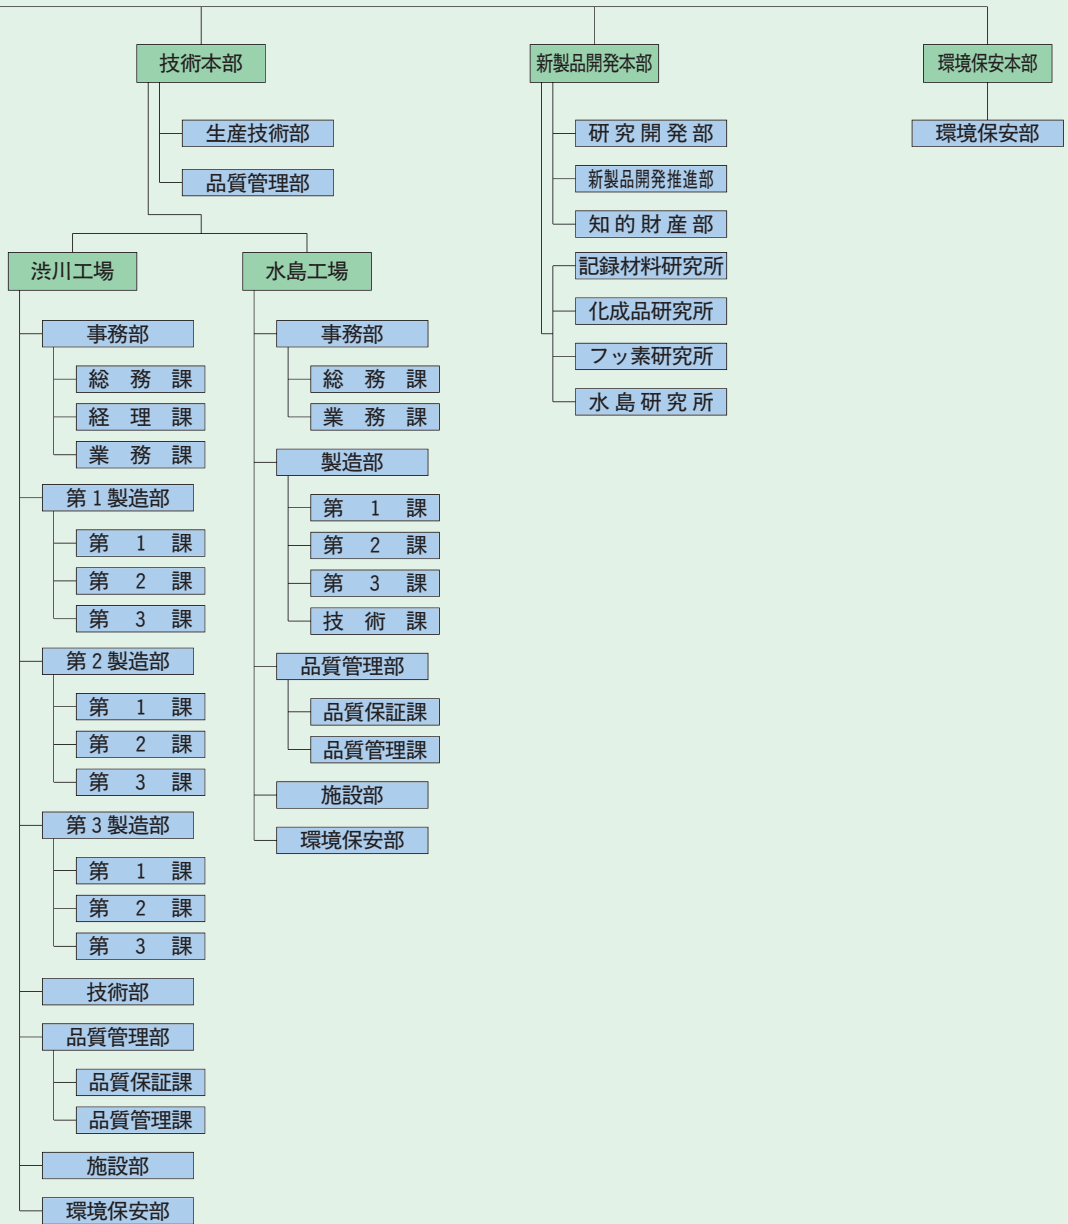 技術本部
生産技術部
品質管理部
渋川工場
事務部
総務課
経理課
業務課
第1製造部
第1課
第2課
第3課
第2製造部
第1課
第2課
第3課
第3製造部
第1課
第2課
第3課
技術部
品質管理部
品質保証課
品質管理課
施設部
環境保安部
水島工場
事務部
総務課
業務課
製造部
第1課
第2課
第3課
技術課
品質管理部
品質保証課
品質管理課
施設部
環境保安部
新製品開発本部
研究開発部
新製品開発推進部
知的財産部
記録材料研究所
化成品研究所
フッ素研究所
水島研究所
環境保安本部
環境保安部